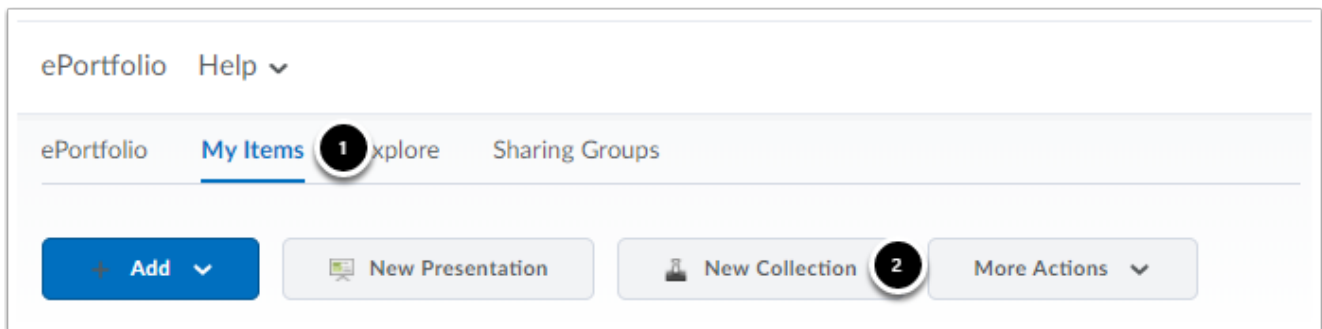 ePortfolio Help
ePortfolio My Items 1 xplore Sharing Groups
+ Add New Presentation New Collection 2 More Actions